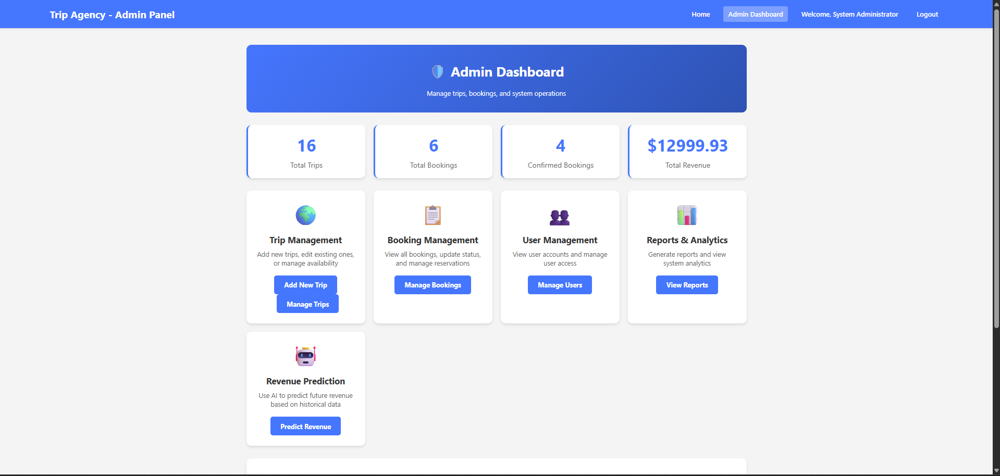 Trip Agency - Admin Panel
Home
Admin Dashboard
Welcome, System Administrator
Logout
Admin Dashboard
Manage trips, bookings, and system operations
16
Total Trips
6
Total Bookings
4
Confirmed Bookings
$12999.93
Total Revenue
Trip Management
Add new trips, edit existing ones,
or manage availability
Add New Trip
Manage Trips
Booking Management
View all bookings, update status,
and manage reservations
Manage Bookings
User Management
View user accounts and manage
user access
Manage Users
Reports & Analytics
Generate reports and view
system analytics
View Reports
Revenue Prediction
Use AI to predict future revenue
based on historical data
Predict Revenue